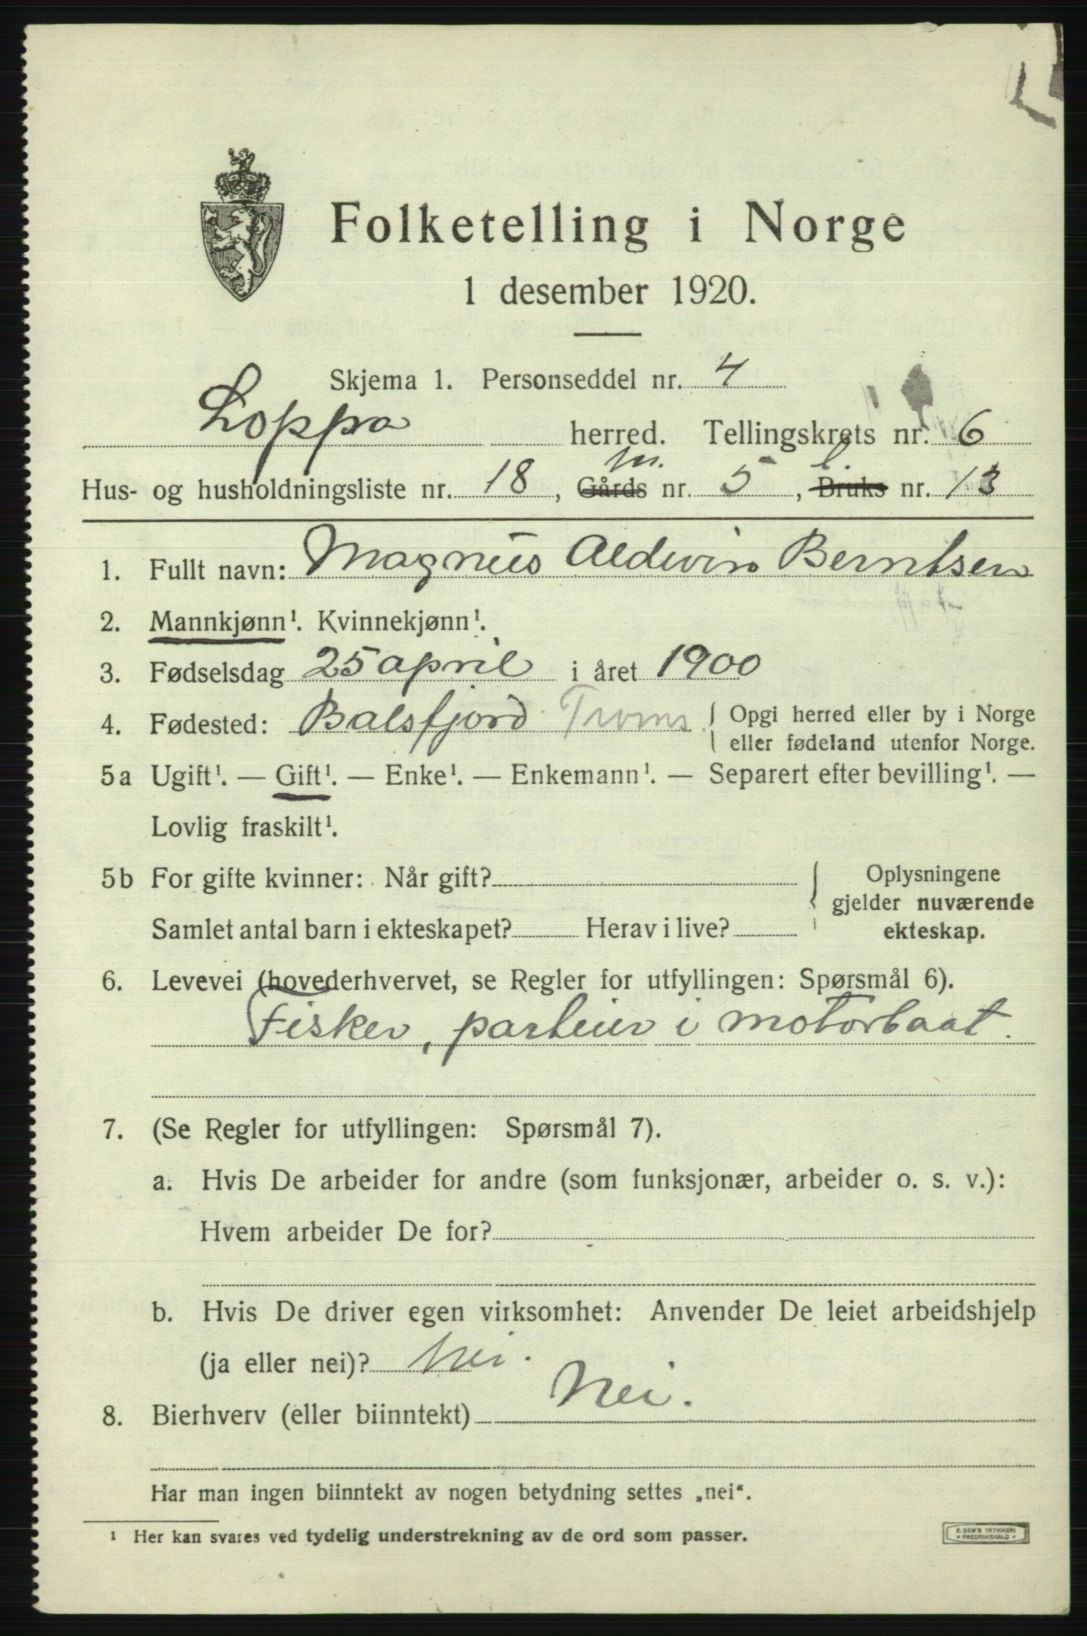 Folketelling i Norge
1 desember 1920.
Skjema 1. Personseddel nr. 4
Loppa herred. Tellingskrets nr. 6
Hus- og husholdningsliste nr. 18, Gårds m. nr. 5, Bruks l. nr. 13
1. Fullt navn: Magnus Aldwin Berntsen
2. Mannkjønn¹. Kvinnekjønn¹.
3. Fødselsdag 25 april i året 1900
4. Fødested: Balsfjord Troms { Opgi herred eller by i Norge
eller fødeland utenfor Norge.
5a Ugift¹. — Gift¹. — Enke¹. — Enkemann¹. — Separert efter bevilling¹. —
Lovlig fraskilt¹.
5b For gifte kvinner: Når gift? { Oplysningene
gjelder nuværende
Samlet antal barn i ekteskapet? Herav i live? ekteskap.
6. Levevei (hovederhvervet, se Regler for utfyllingen: Spørsmål 6).
Fisker, parteier i motorbaat.
7. (Se Regler for utfyllingen: Spørsmål 7).
a. Hvis De arbeider for andre (som funksjonær, arbeider o. s. v.):
Hvem arbeider De for?
b. Hvis De driver egen virksomhet: Anvender De leiet arbeidshjelp
(ja eller nei)? Nei.
8. Bierhverv (eller biinntekt) Nei.
Har man ingen biinntekt av nogen betydning settes „nei“.
¹ Her kan svares ved tydelig understrekning av de ord som passer.
E. SEM'S TRYKKERI
• FREDRIKSHALD •